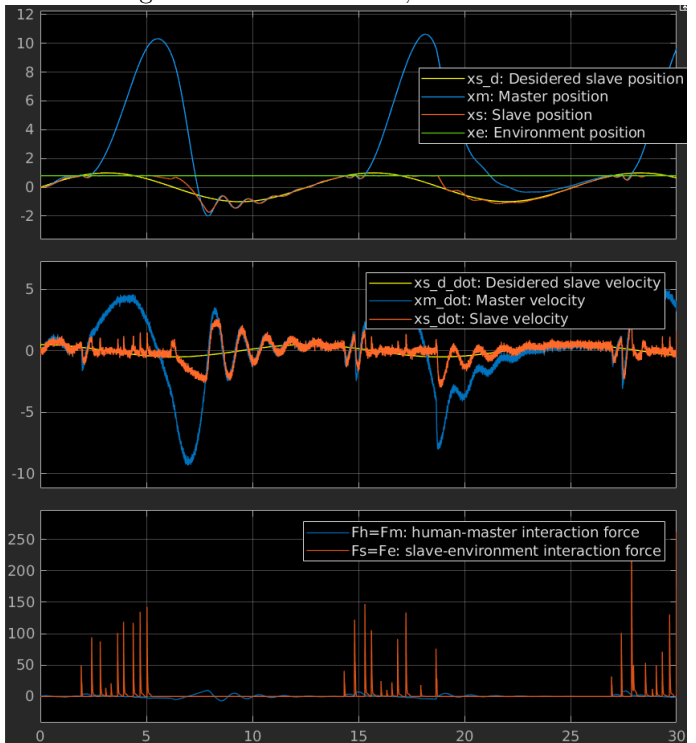 12
10
8
6
4
2
0
-2
xs_d: Desidered slave position
xm: Master position
xs: Slave position
xe: Environment position
5
0
-5
-10
xs_d_dot: Desidered slave velocity
xm_dot: Master velocity
xs_dot: Slave velocity
250
200
150
100
50
0
Fh=Fm: human-master interaction force
Fs=Fe: slave-environment interaction force
0 5 10 15 20 25 30